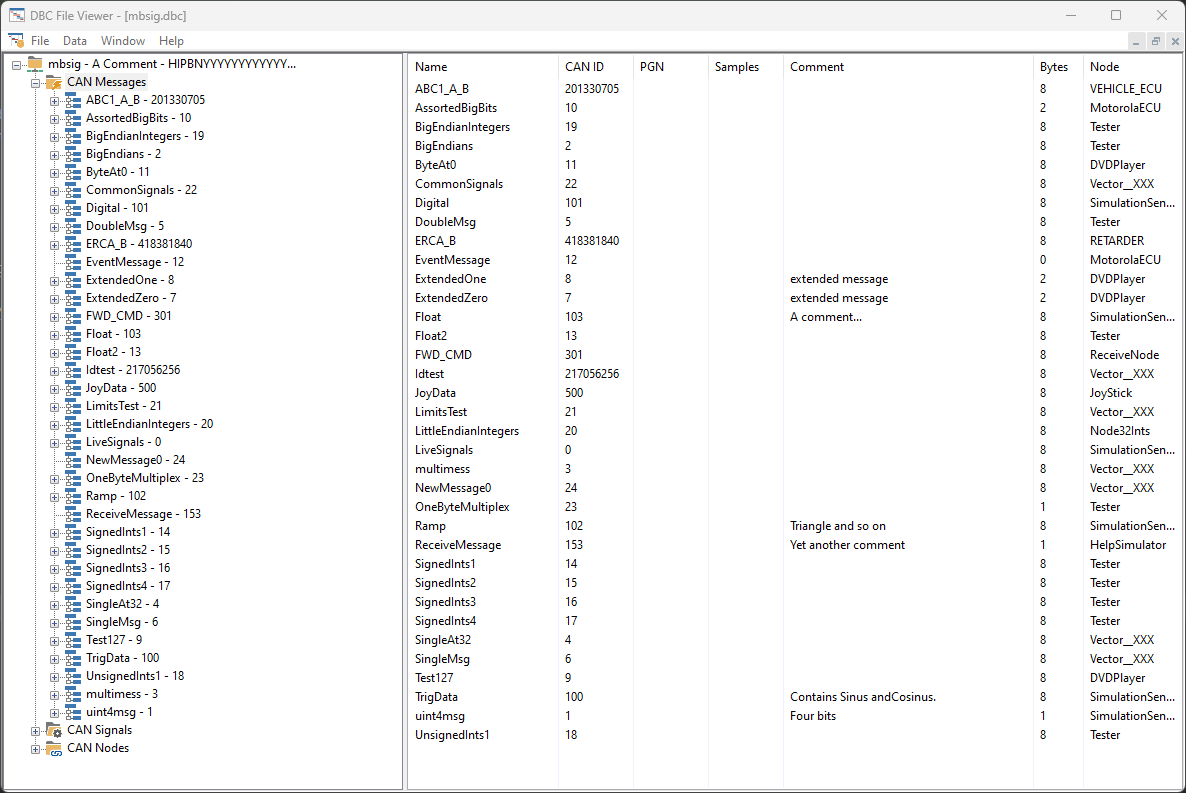 DBC File Viewer - [mbsig.dbc]
File Data Window Help
mbsig - A Comment - HIPBNYYYYYYYYYYYY...
CAN Messages
ABC1_A_B - 201330705
AssortedBigBits - 10
BigEndianIntegers - 19
BigEndians - 2
ByteAt0 - 11
CommonSignals - 22
Digital - 101
DoubleMsg - 5
ERCA_B - 418381840
EventMessage - 12
ExtendedOne - 8
ExtendedZero - 7
FWD_CMD - 301
Float - 103
Float2 - 13
Idtest - 217056256
JoyData - 500
LimitsTest - 21
LittleEndianIntegers - 20
LiveSignals - 0
NewMessage0 - 24
OneByteMultiplex - 23
Ramp - 102
ReceiveMessage - 153
SignedInts1 - 14
SignedInts2 - 15
SignedInts3 - 16
SignedInts4 - 17
SingleAt32 - 4
SingleMsg - 6
Test127 - 9
TrigData - 100
UnsignedInts1 - 18
multimess - 3
uint4msg - 1
CAN Signals
CAN Nodes
Name CAN ID PGN Samples Comment Bytes Node
ABC1_A_B 201330705 8 VEHICLE_ECU
AssortedBigBits 10 2 MotorolaECU
BigEndianIntegers 19 8 Tester
BigEndians 2 8 Tester
ByteAt0 11 8 DVDPlayer
CommonSignals 22 8 Vector__XXX
Digital 101 8 SimulationSen...
DoubleMsg 5 8 Tester
ERCA_B 418381840 8 RETARDER
EventMessage 12 0 MotorolaECU
ExtendedOne 8 extended message 2 DVDPlayer
ExtendedZero 7 extended message 2 DVDPlayer
Float 103 A comment... 8 SimulationSen...
Float2 13 8 Tester
FWD_CMD 301 8 ReceiveNode
Idtest 217056256 8 Vector__XXX
JoyData 500 8 JoyStick
LimitsTest 21 8 Vector__XXX
LittleEndianIntegers 20 8 Node32Ints
LiveSignals 0 8 SimulationSen...
multimess 3 8 Vector__XXX
NewMessage0 24 8 Vector__XXX
OneByteMultiplex 23 1 Tester
Ramp 102 Triangle and so on 8 SimulationSen...
ReceiveMessage 153 Yet another comment 1 HelpSimulator
SignedInts1 14 8 Tester
SignedInts2 15 8 Tester
SignedInts3 16 8 Tester
SignedInts4 17 8 Tester
SingleAt32 4 8 Vector__XXX
SingleMsg 6 8 Vector__XXX
Test127 9 8 DVDPlayer
TrigData 100 Contains Sinus andCosinus. 8 SimulationSen...
uint4msg 1 Four bits 1 SimulationSen...
UnsignedInts1 18 8 Tester